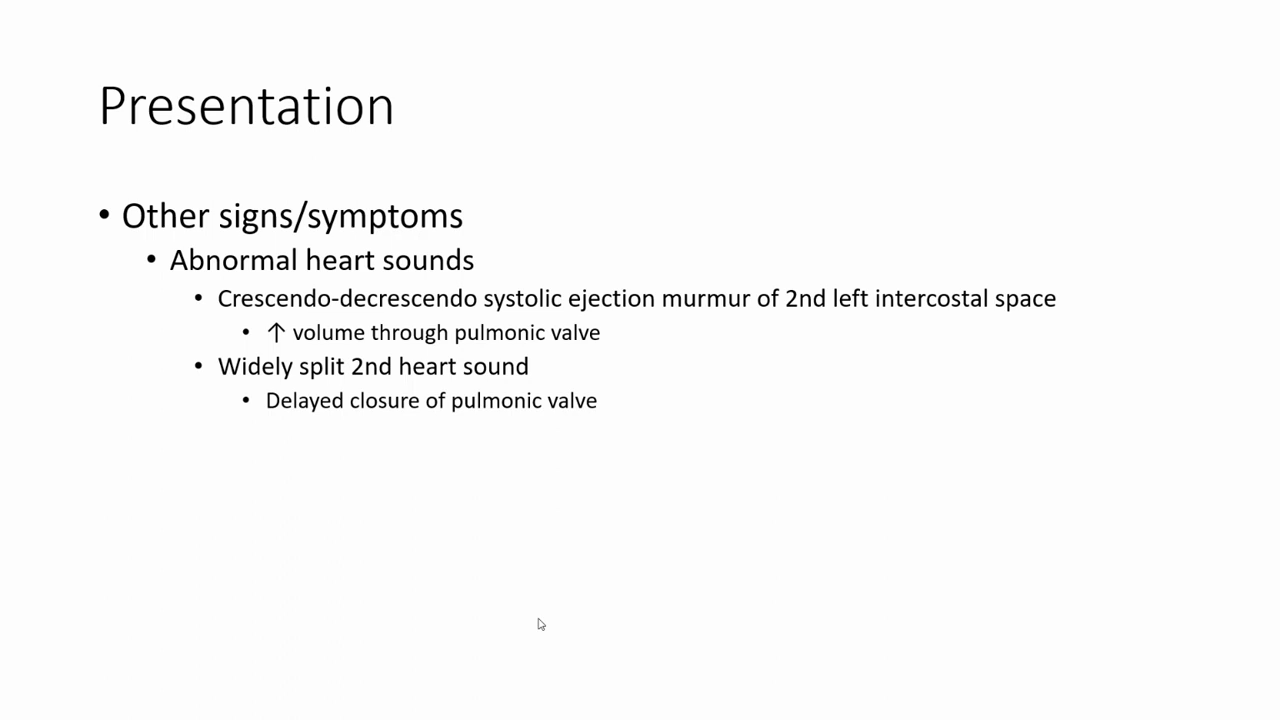 Presentation
• Other signs/symptoms
• Abnormal heart sounds
• Crescendo-decrescendo systolic ejection murmur of 2nd left intercostal space
• ↑ volume through pulmonic valve
• Widely split 2nd heart sound
• Delayed closure of pulmonic valve